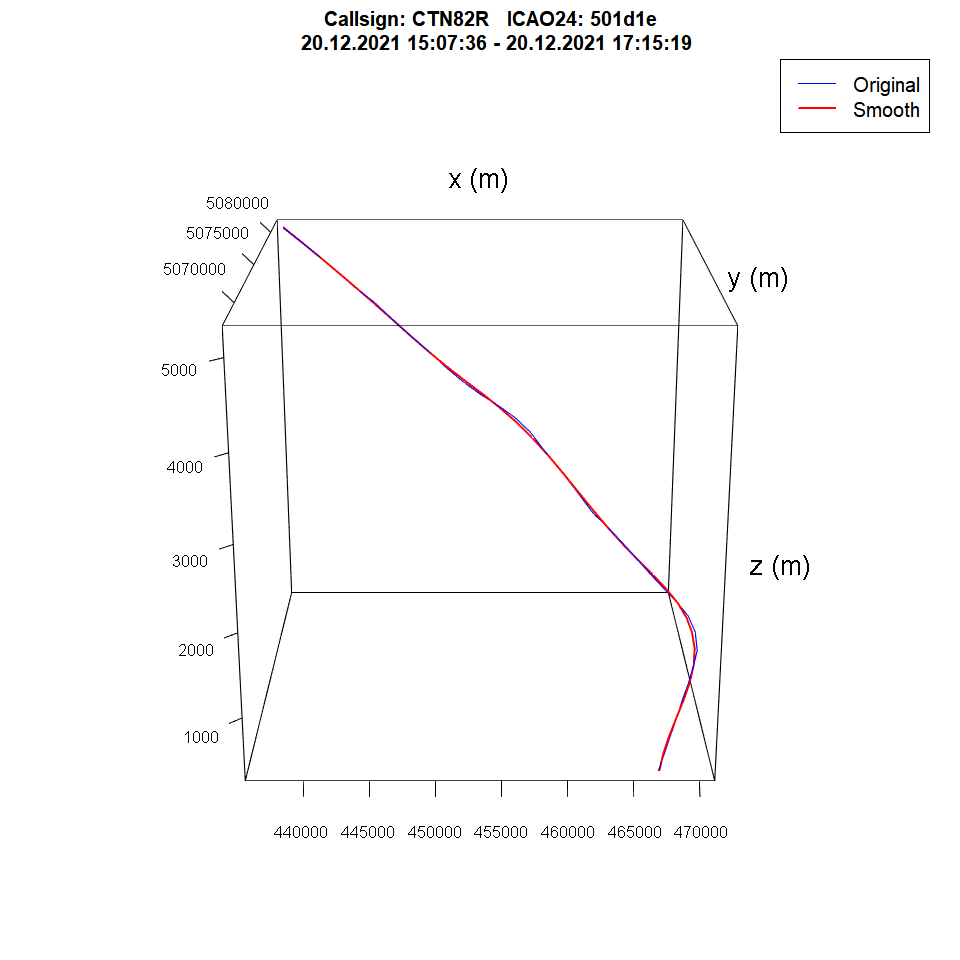 Callsign: CTN82R   ICAO24: 501d1e
20.12.2021 15:07:36 - 20.12.2021 17:15:19
Original
Smooth
x (m)
5080000
5075000
5070000
y (m)
5000
4000
3000
z (m)
2000
1000
440000 445000 450000 455000 460000 465000 470000